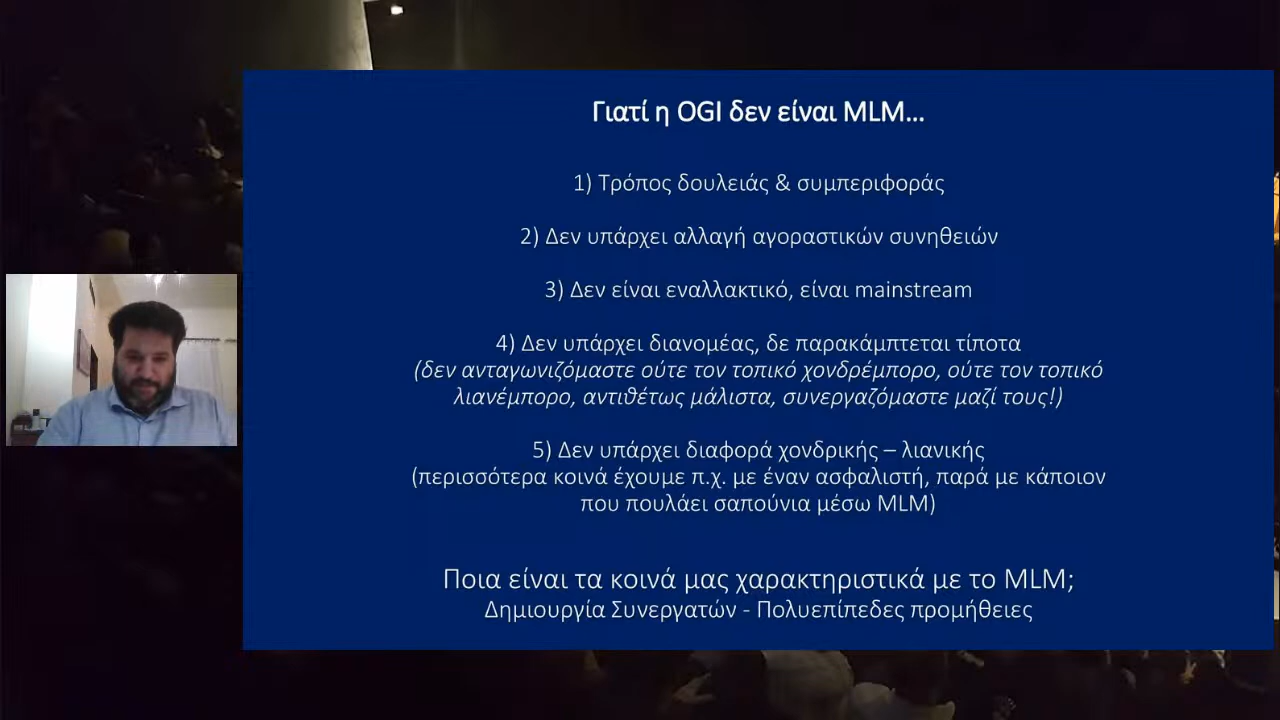 Γιατί η OGI δεν είναι MLM...
1) Τρόπος δουλειάς & συμπεριφοράς
2) Δεν υπάρχει αλλαγή αγοραστικών συνηθειών
3) Δεν είναι εναλλακτικό, είναι mainstream
4) Δεν υπάρχει διανομέας, δε παρακάμπτεται τίποτα
(δεν ανταγωνιζόμαστε ούτε τον τοπικό χονδρέμπορο, ούτε τον τοπικό
λιανέμπορο, αντιθέτως μάλιστα, συνεργαζόμαστε μαζί τους!)
5) Δεν υπάρχει διαφορά χονδρικής – λιανικής
(περισσότερα κοινά έχουμε π.χ. με έναν ασφαλιστή, παρά με κάποιον
που πουλάει σαπούνια μέσω MLM)
Ποια είναι τα κοινά μας χαρακτηριστικά με το MLM;
Δημιουργία Συνεργατών - Πολυεπίπεδες προμήθειες